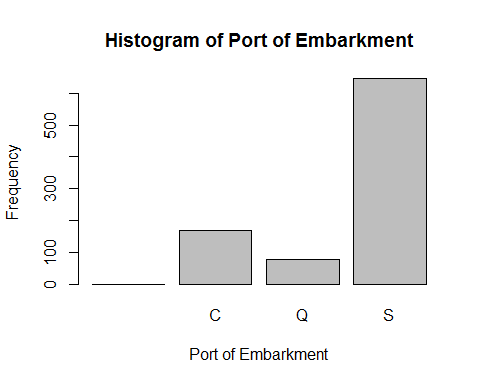 Histogram of Port of Embarkment
Frequency
500
300
100
0
C Q S
Port of Embarkment